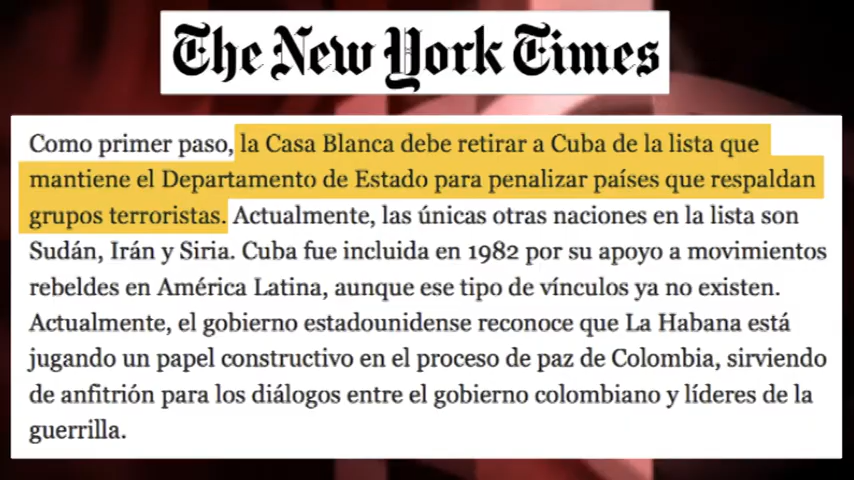 The New York Times
Como primer paso, la Casa Blanca debe retirar a Cuba de la lista que
mantiene el Departamento de Estado para penalizar países que respaldan
grupos terroristas. Actualmente, las únicas otras naciones en la lista son
Sudán, Irán y Siria. Cuba fue incluida en 1982 por su apoyo a movimientos
rebeldes en América Latina, aunque ese tipo de vínculos ya no existen.
Actualmente, el gobierno estadounidense reconoce que La Habana está
jugando un papel constructivo en el proceso de paz de Colombia, sirviendo
de anfitrión para los diálogos entre el gobierno colombiano y líderes de la
guerrilla.